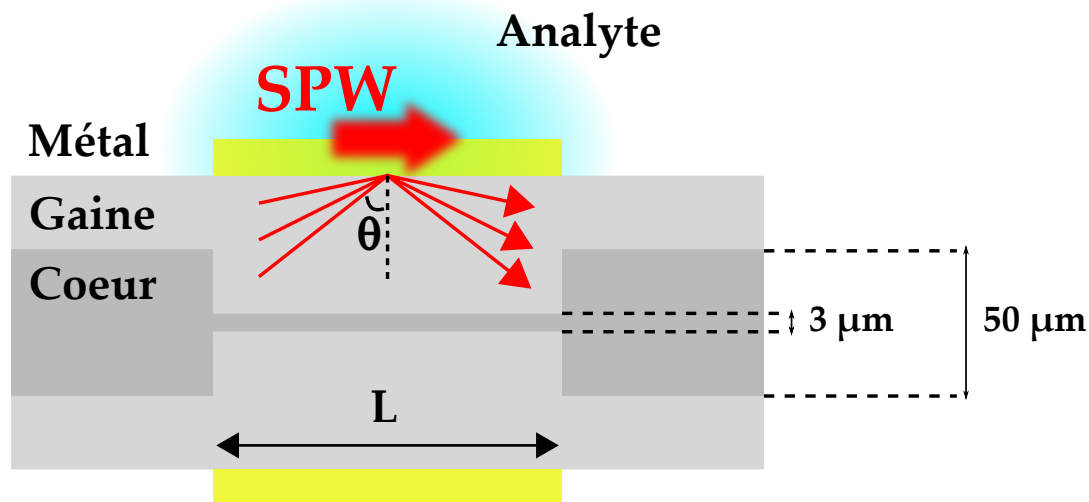 Analyte
SPW
Métal
Gaine
θ
Coeur
3 μm
50 μm
L